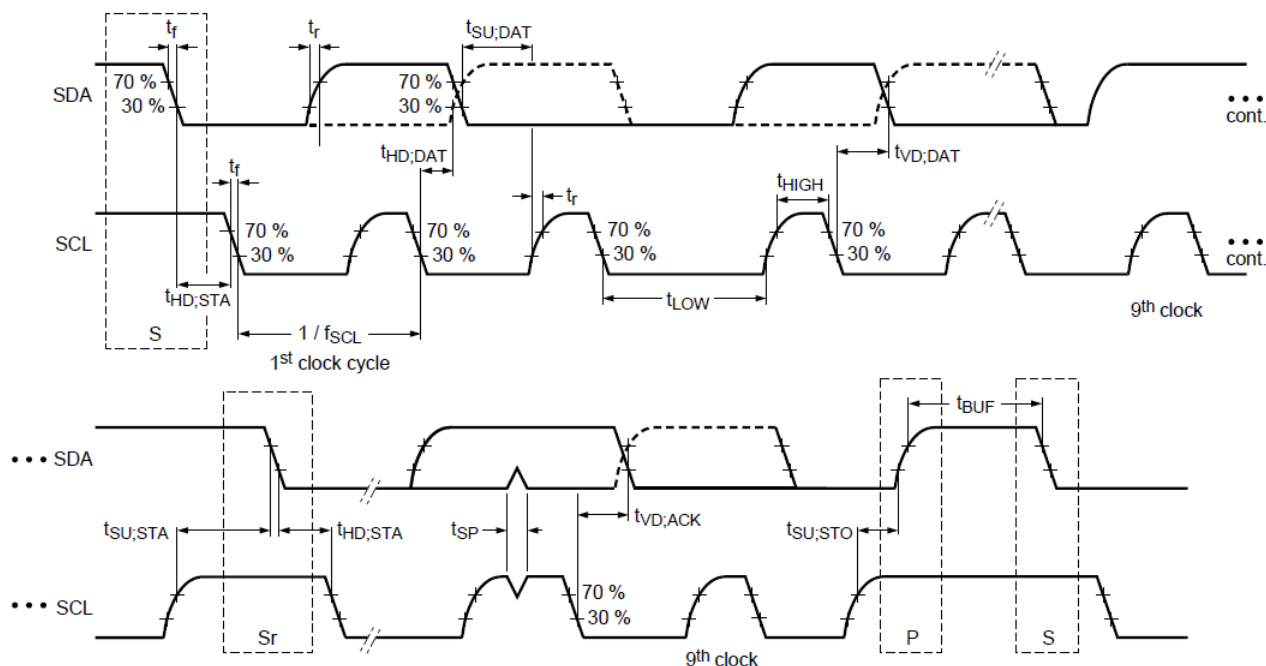 tf tr tSU;DAT
70 % 70 %
SDA
30 % 30 %
••• cont.
tHD;DAT tVD;DAT
tf tr tHIGH
70 % 70 % 70 % 70 %
SCL
30 % 30 % 30 % 30 %
••• cont.
tHD;STA tLOW
9th clock
S 1 / fSCL
1st clock cycle
tBUF
••• SDA
tSU;STA tHD;STA tSP tVD;ACK tSU;STO
70 %
••• SCL
30 %
Sr 9th clock P S